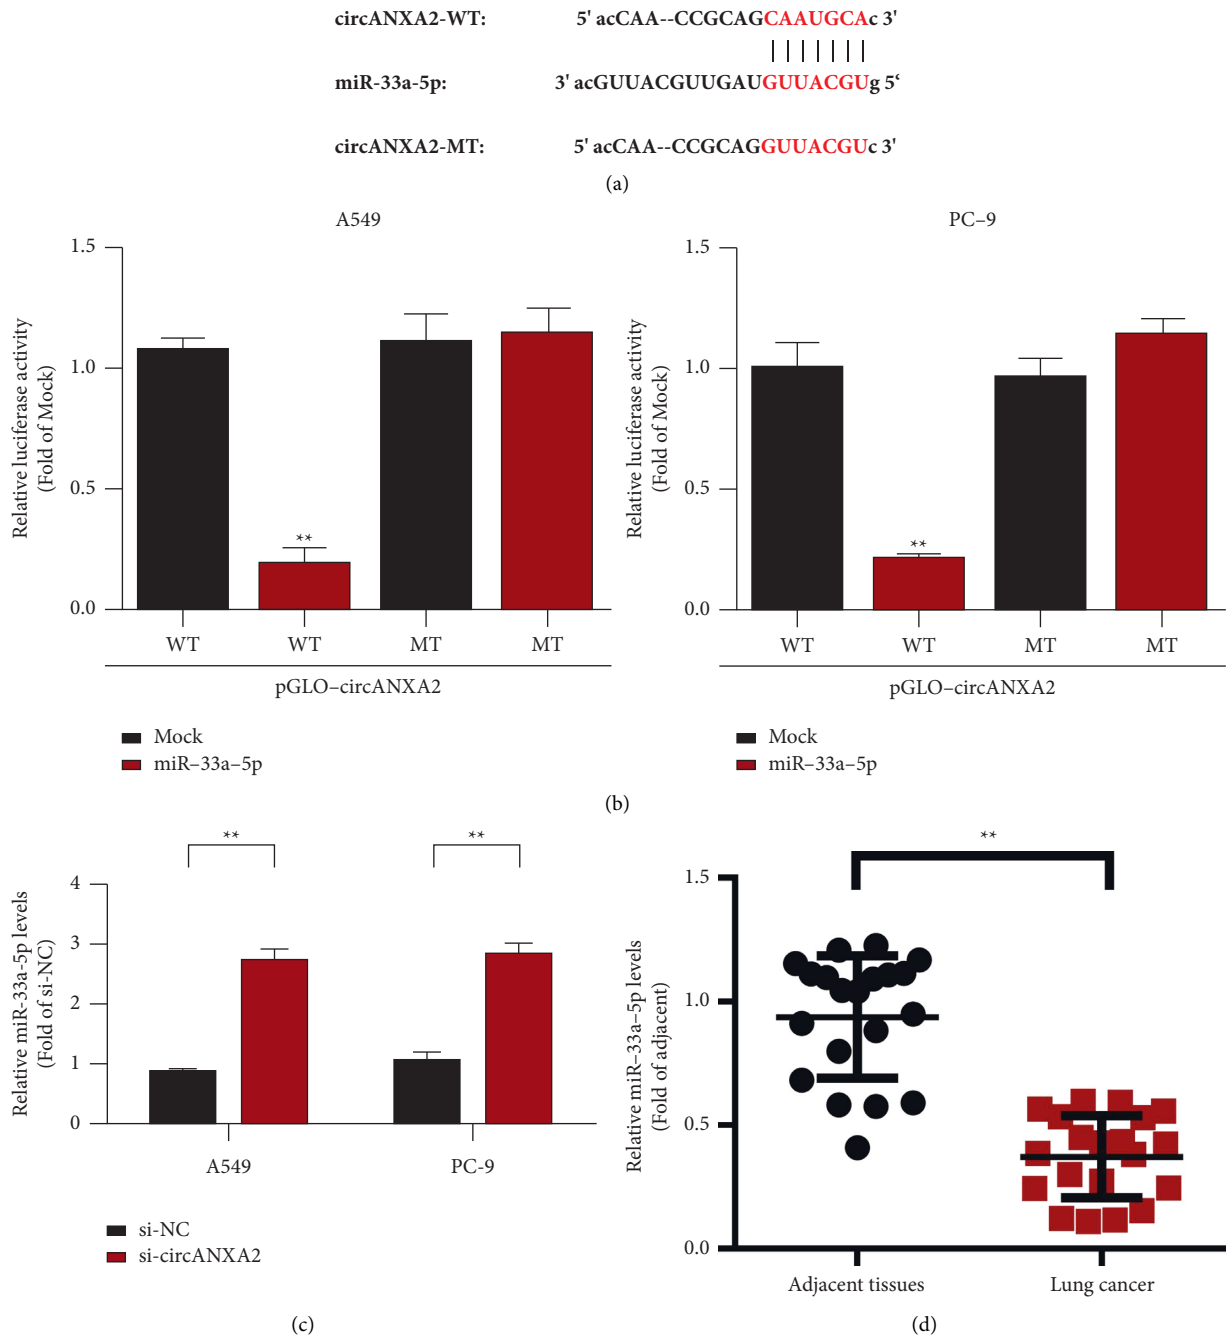 circANXA2-WT: 5' acCAA--CCGCAGCAAUGCAc 3'
miR-33a-5p: 3' acGUUACGUUGAUGUUACGUg 5‘
circANXA2-MT: 5' acCAA--CCGCAGGUUACGUc 3'
(a)
A549
Relative luciferase activity
(Fold of Mock)
1.5
1.0
0.5
0.0
**
WT WT MT MT
pGLO–circANXA2
Mock
miR–33a–5p
PC–9
Relative luciferase activity
(Fold of Mock)
1.5
1.0
0.5
0.0
**
WT WT MT MT
pGLO–circANXA2
Mock
miR–33a–5p
(b)
Relative miR-33a-5p levels
(Fold of si-NC)
4
3
2
1
0
** **
A549 PC-9
si-NC
si-circANXA2
(c)
Relative miR–33a–5p levels
(Fold of adjacent)
1.5
1.0
0.5
0.0
**
Adjacent tissues Lung cancer
(d)